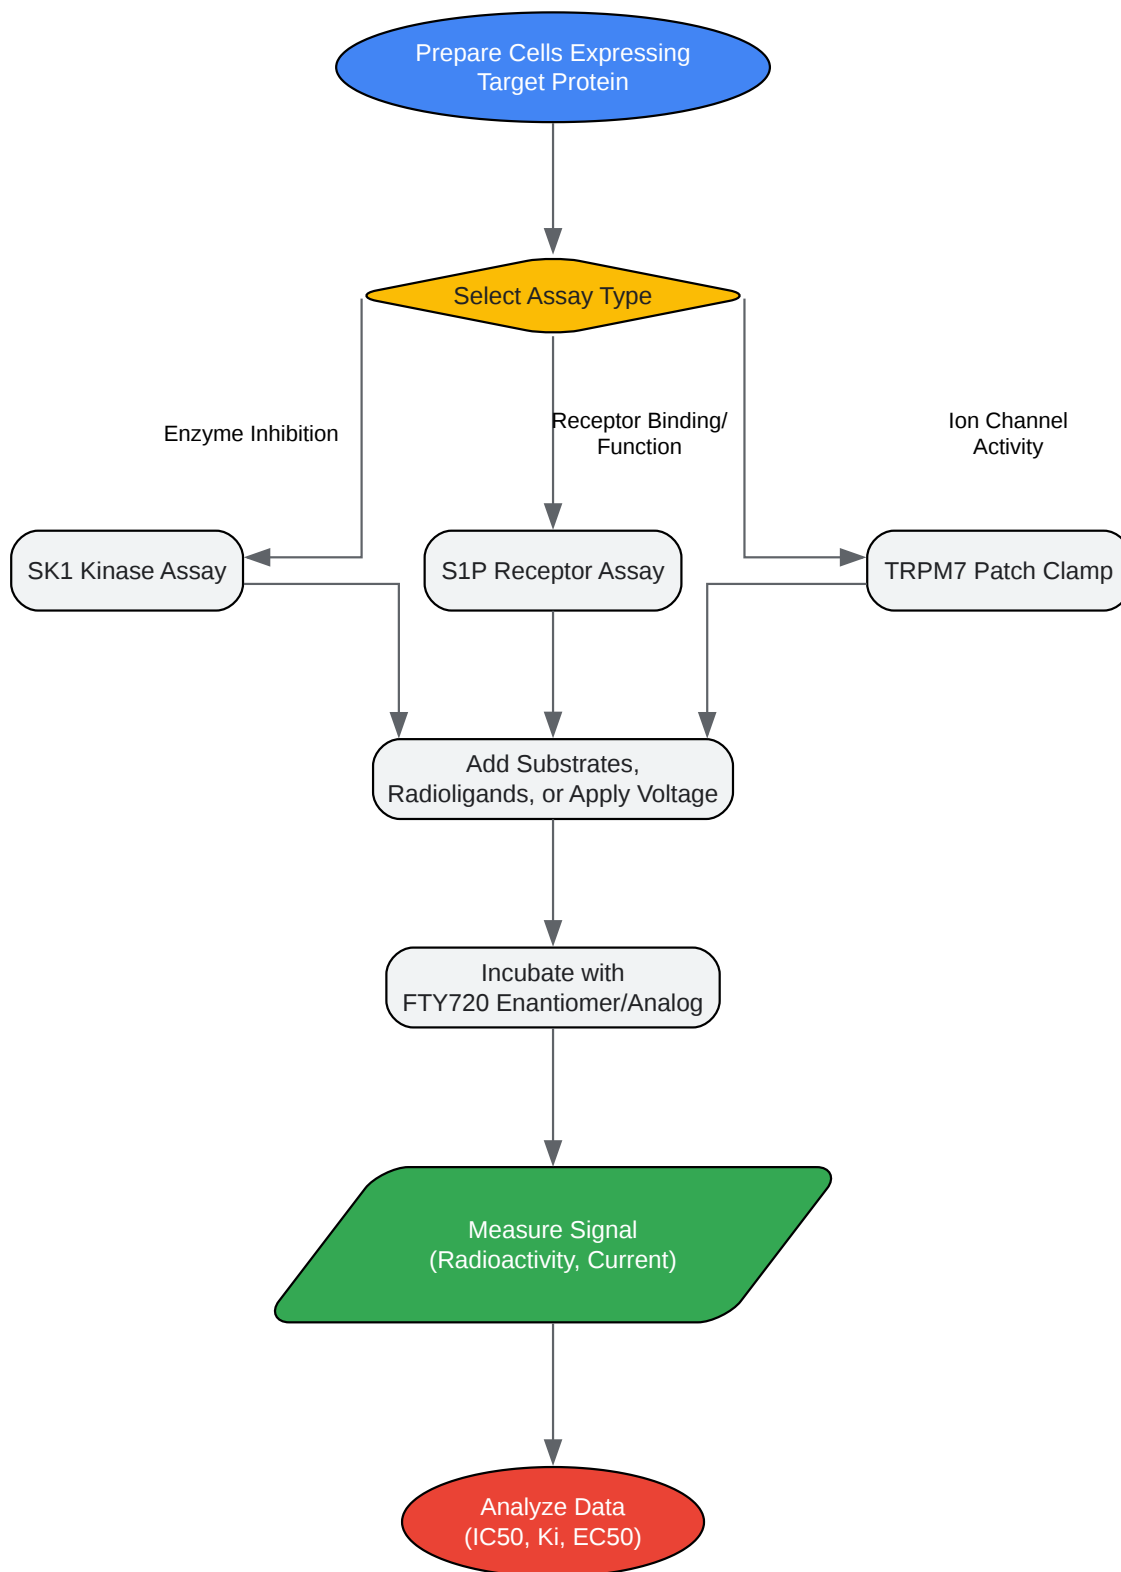 Prepare Cells Expressing
Target Protein
Select Assay Type
Enzyme Inhibition
Receptor Binding/
Function
Ion Channel
Activity
SK1 Kinase Assay
S1P Receptor Assay
TRPM7 Patch Clamp
Add Substrates,
Radioligands, or Apply Voltage
Incubate with
FTY720 Enantiomer/Analog
Measure Signal
(Radioactivity, Current)
Analyze Data
(IC50, Ki, EC50)